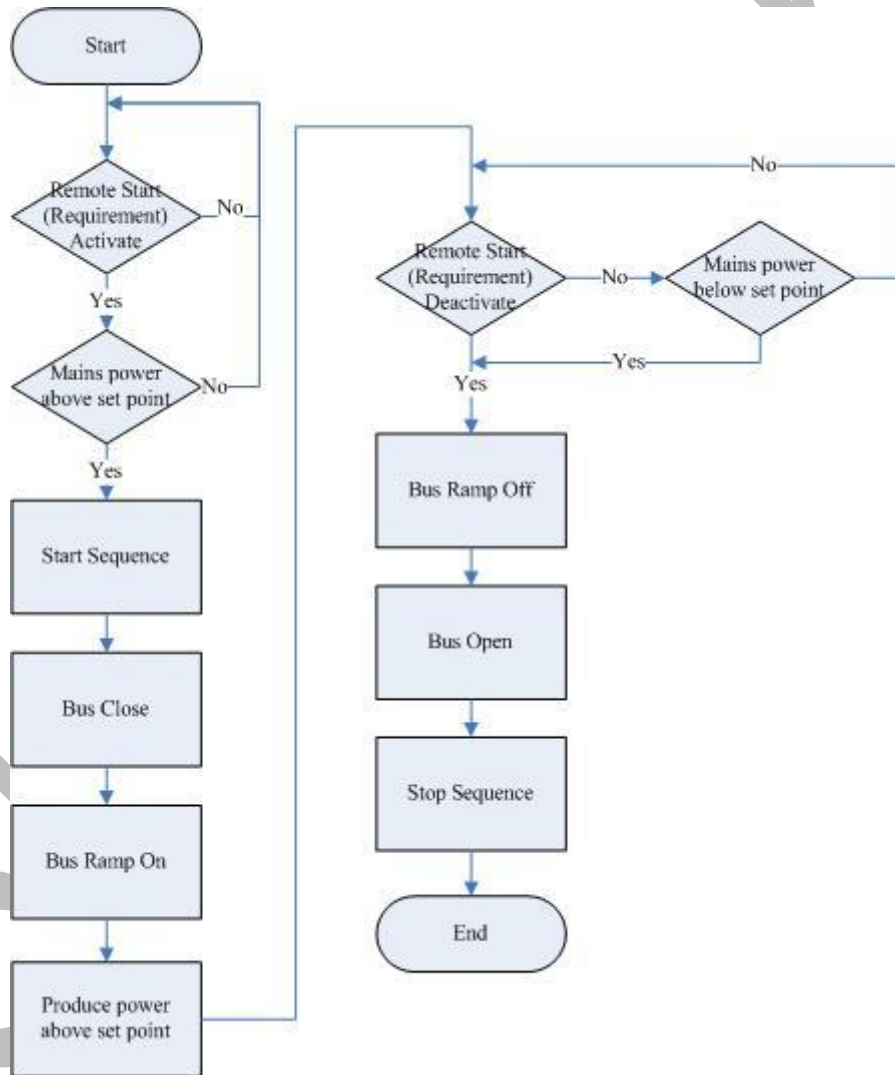 Start
Remote Start
(Requirement)
Activate
No
Yes
Mains power
above set point
No
Yes
Start Sequence
Bus Close
Bus Ramp On
Produce power
above set point
No
Remote Start
(Requirement)
Deactivate
No
Mains power
below set point
Yes
Yes
Bus Ramp Off
Bus Open
Stop Sequence
End